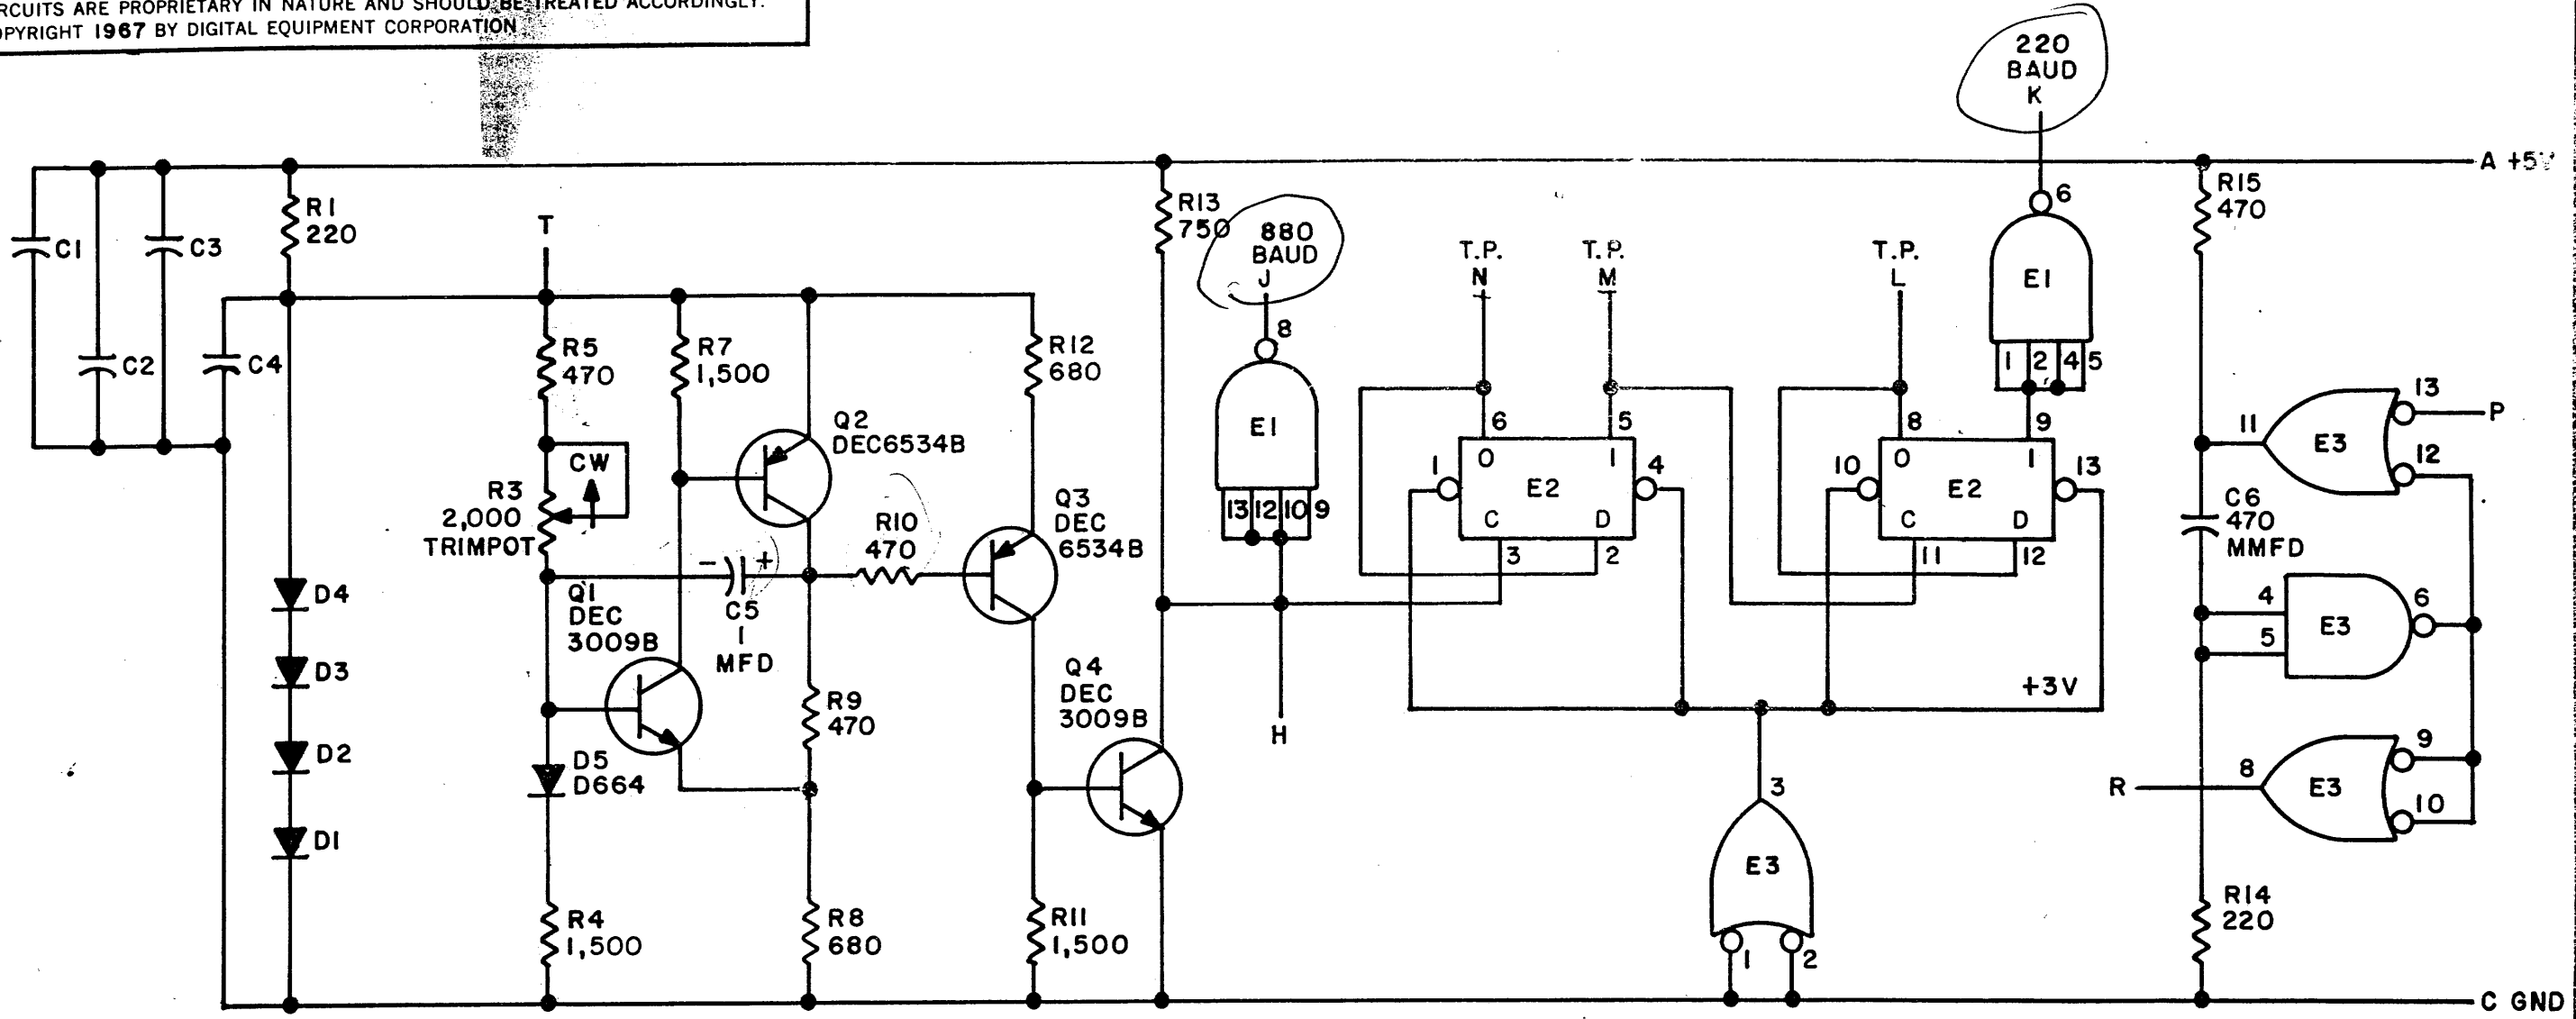 RCUITS ARE PROPRIETARY IN NATURE AND SHOULD BE TREATED ACCORDINGLY.
OPYRIGHT 1967 BY DIGITAL EQUIPMENT CORPORATION
220
BAUD
K
A +5V
6
R1
220
C1
C3
C2
C4
T
R13
750
880
BAUD
J
8
T.P.
N
T.P.
M
T.P.
L
E1
1 2 4 5
R15
470
R5
470
R7
1,500
R12
680
CW
R3
2,000
TRIMPOT
Q2
DEC6534B
R10
470
Q3
DEC
6534B
E1
13 12 10 9
H
6
5
0
1
1
4
E2
C
D
3
2
8
9
0
1
10
13
E2
C
D
11
12
+3V
13
P
11
E3
12
C6
470
MMFD
4
5
E3
6
9
8
R
E3
10
D4
D3
D2
D1
-
+
C5
1
MFD
Q1
DEC
3009B
D5
D664
R9
470
Q4
DEC
3009B
R4
1,500
R8
680
R11
1,500
3
E3
1
2
R14
220
C GND